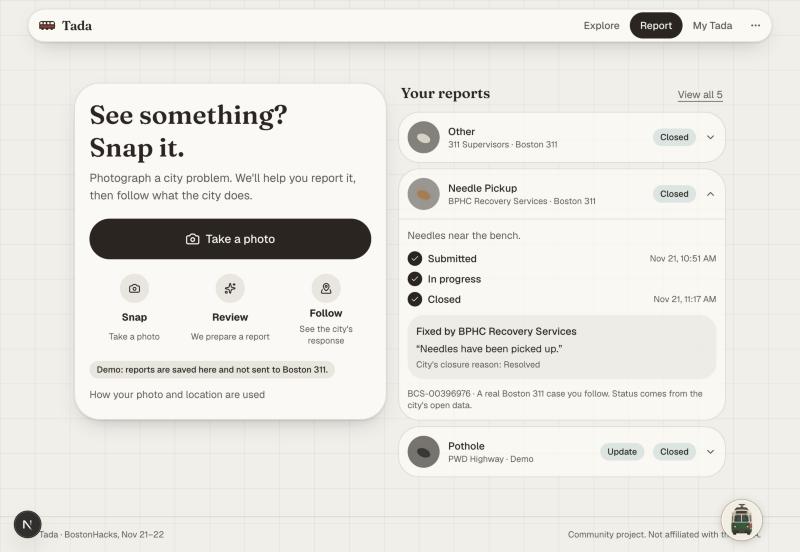 Tada
Explore
Report
My Tada
See something?
Snap it.
Photograph a city problem. We'll help you report it,
then follow what the city does.
Take a photo
Snap
Take a photo
Review
We prepare a report
Follow
See the city's
response
Demo: reports are saved here and not sent to Boston 311.
How your photo and location are used
Your reports
View all 5
Other
311 Supervisors · Boston 311
Closed
Needle Pickup
BPHC Recovery Services · Boston 311
Closed
Needles near the bench.
Submitted
Nov 21, 10:51 AM
In progress
Closed
Nov 21, 11:17 AM
Fixed by BPHC Recovery Services
“Needles have been picked up.”
City's closure reason: Resolved
BCS-00396976 · A real Boston 311 case you follow. Status comes from the
city's open data.
Pothole
PWD Highway · Demo
Update
Closed
N
Tada · BostonHacks, Nov 21–22
Community project. Not affiliated with